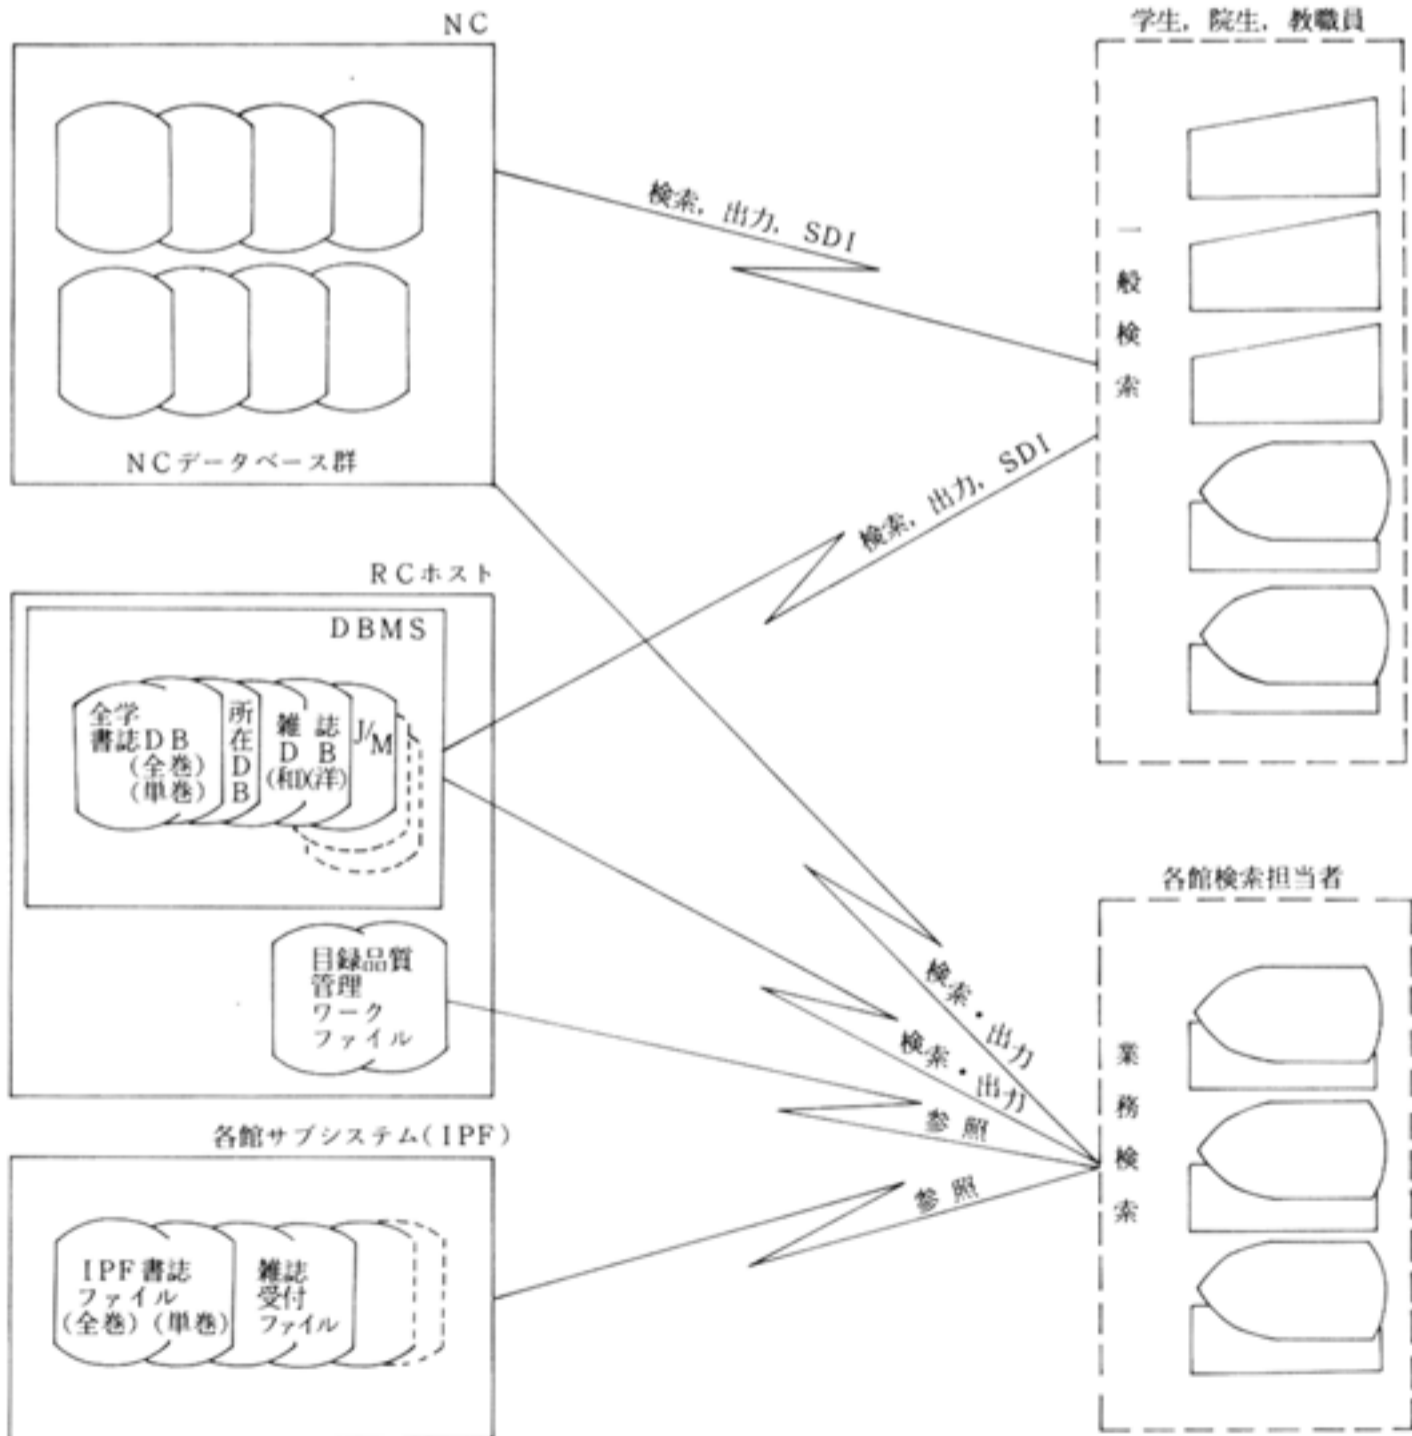 NC
NCデータベース群
学生, 院生, 教職員
一般検索
検索, 出力, SDI
検索, 出力, SDI
RCホスト
DBMS
全学
書誌DB
(全巻)
(単巻)
所在DB
雑誌
DB
(和)(洋)
J/M
目録品質
管理
ワーク
ファイル
検索・出力
検索・出力
参照
参照
各館検索担当者
業務検索
各館サブシステム(IPF)
IPF書誌
ファイル
(全巻)(単巻)
雑誌
受付
ファイル